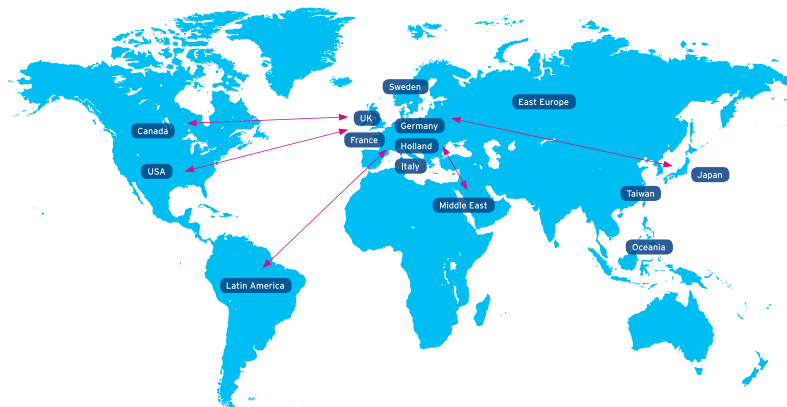 Sweden
East Europe
UK
Canada
Germany
France
Holland
USA
Italy
Japan
Taiwan
Middle East
Oceania
Latin America